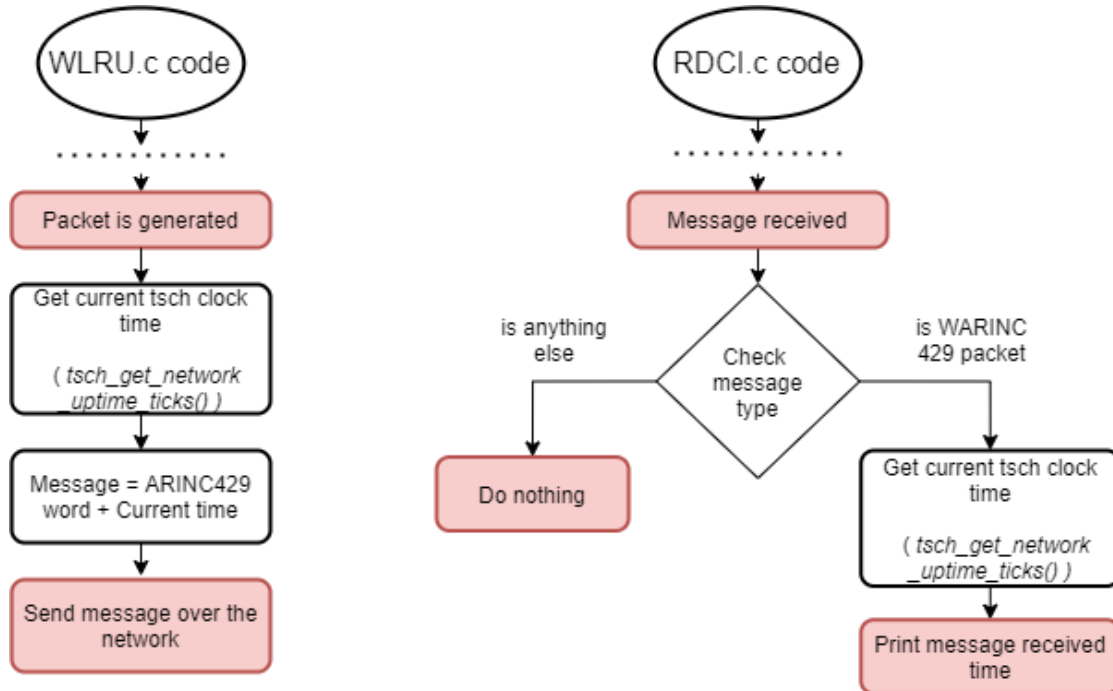 WLRU.c code
Packet is generated
Get current tsch clock
time
( tsch_get_network
_uptime_ticks() )
Message = ARINC429
word + Current time
Send message over the
network
RDCI.c code
Message received
Check
message
type
is anything
else
is WARINC
429 packet
Do nothing
Get current tsch clock
time
( tsch_get_network
_uptime_ticks() )
Print message received
time